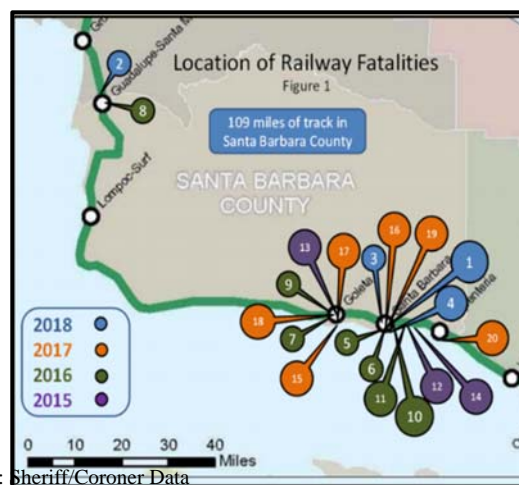 Location of Railway Fatalities
Figure 1
109 miles of track in
Santa Barbara County
SANTA BARBARA
COUNTY
Lompoc-Surf
Goleta
Santa Barbara
2
8
13
17
16
19
3
1
9
4
18
7
5
20
15
6
11
10
12
14
2018
2017
2016
2015
0 10 20 30 40
Miles
: Sheriff/Coroner Data